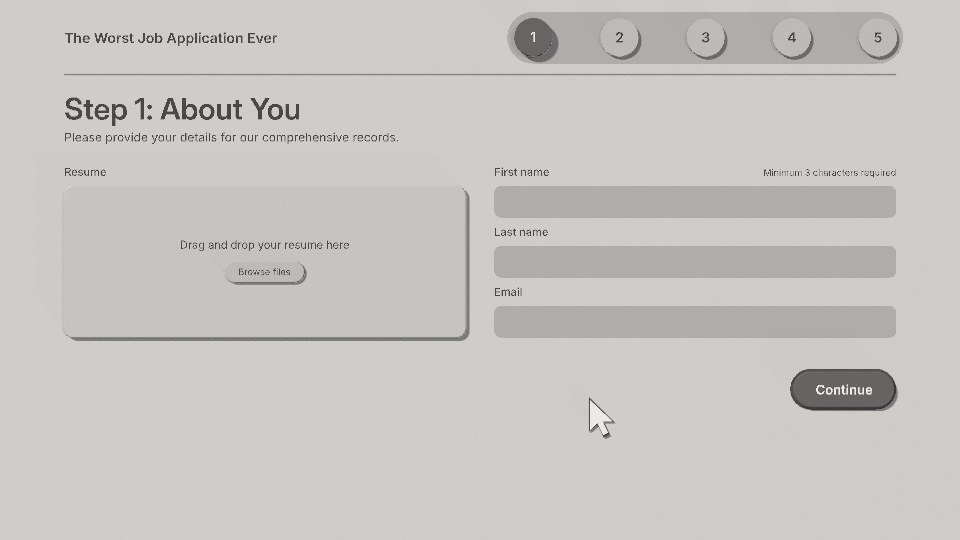 The Worst Job Application Ever
1 2 3 4 5
Step 1: About You
Please provide your details for our comprehensive records.
Resume
Drag and drop your resume here
Browse files
First name
Minimum 3 characters required
Last name
Email
Continue